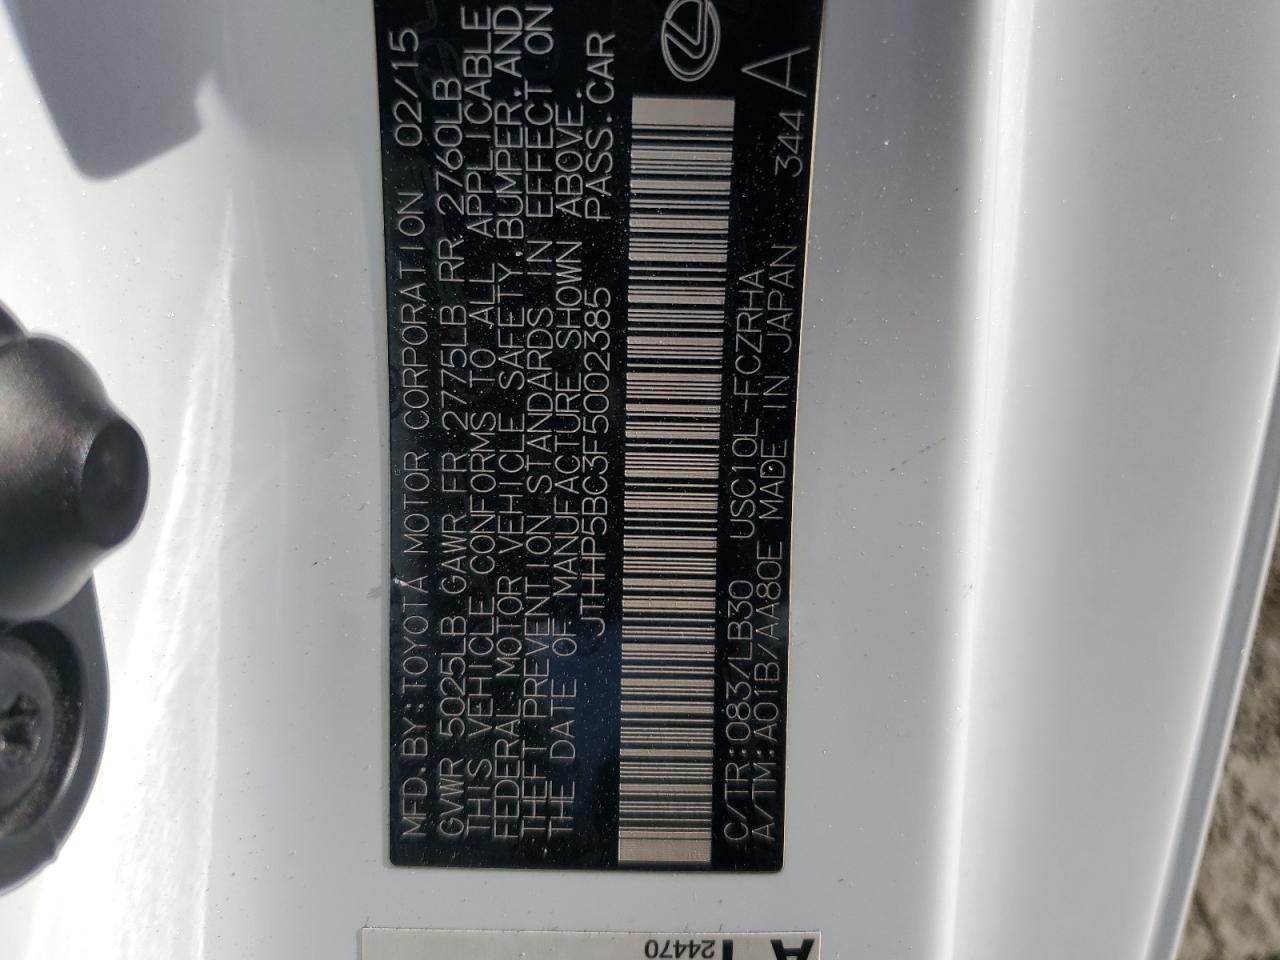 MFD.BY:TOYOTA MOTOR CORPORATION 02/15
GVWR 5025LB GAWR FR 2775LB RR 2760LB
THIS VEHICLE CONFORMS TO ALL APPLICABLE
FEDERAL MOTOR VEHICLE SAFETY,BUMPER,AND
THEFT PREVENTION STANDARDS IN EFFECT ON
THE DATE OF MANUFACTURE SHOWN ABOVE.
JTHHP5BC3F5002385 PASS.CAR
C/TR:083/LB30 USC10L-FCZRHA
A/TM:A01B/AA80E MADE IN JAPAN 344 A
24470